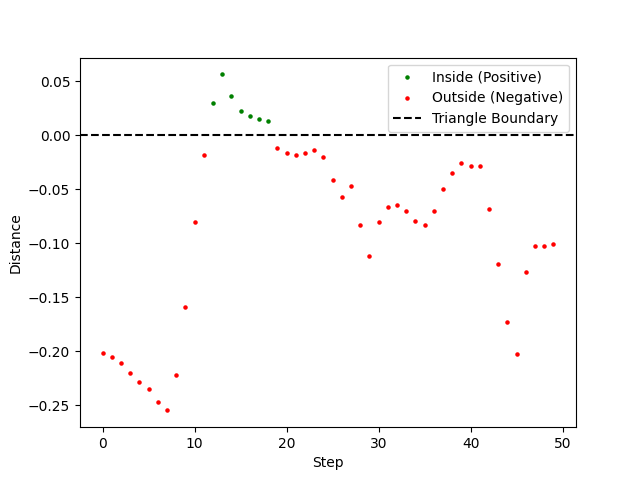 Inside (Positive)
Outside (Negative)
Triangle Boundary
0.05
0.00
−0.05
−0.10
−0.15
−0.20
−0.25
Distance
0 10 20 30 40 50
Step